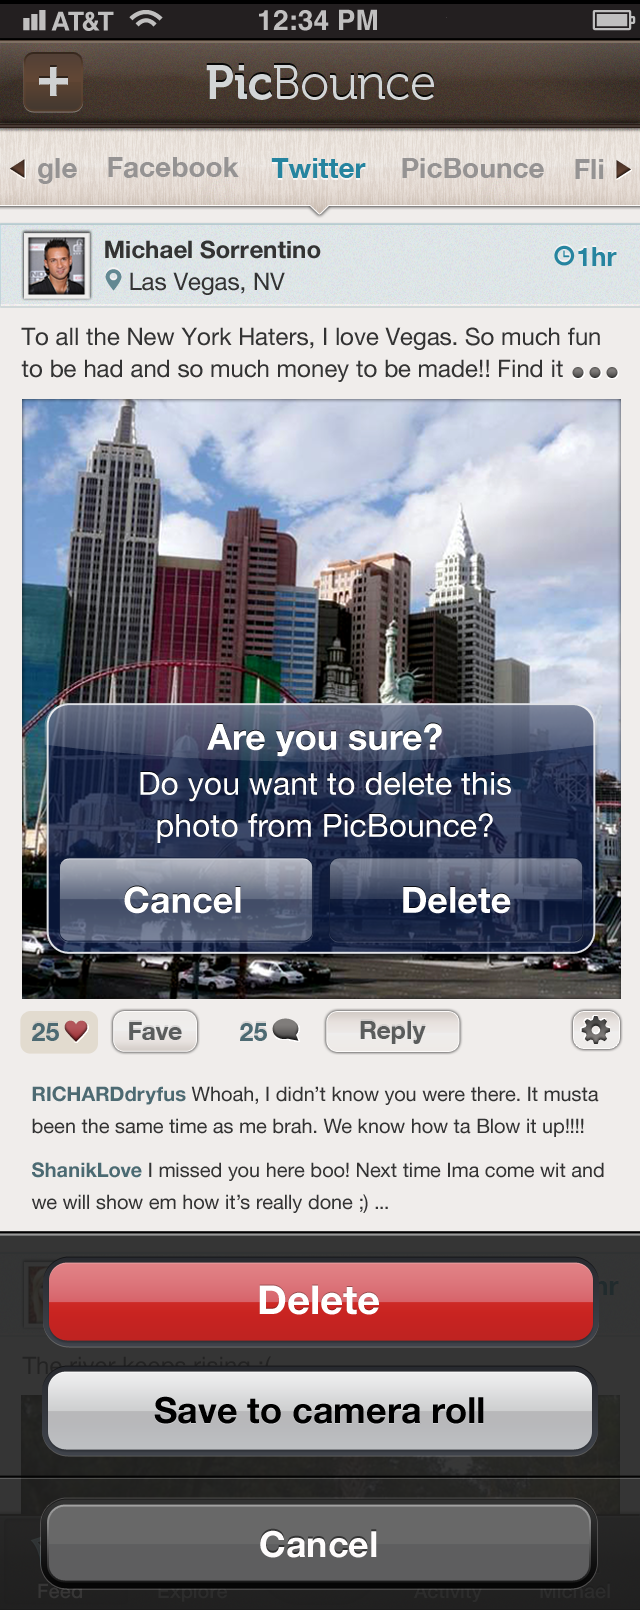 AT&T 12:34 PM
+ PicBounce
gle Facebook Twitter PicBounce Fli
Michael Sorrentino
1hr
Las Vegas, NV
To all the New York Haters, I love Vegas. So much fun
to be had and so much money to be made!! Find it ●●●
Are you sure?
Do you want to delete this
photo from PicBounce?
Cancel Delete
25 Fave 25 Reply
RICHARDdryfus Whoah, I didn't know you were there. It musta
been the same time as me brah. We know how ta Blow it up!!!!
ShanikLove I missed you here boo! Next time Ima come wit and
we will show em how it's really done ;) ...
hr
Delete
The river keeps rising :(
Save to camera roll
Cancel
Feed Explore Activity Michael